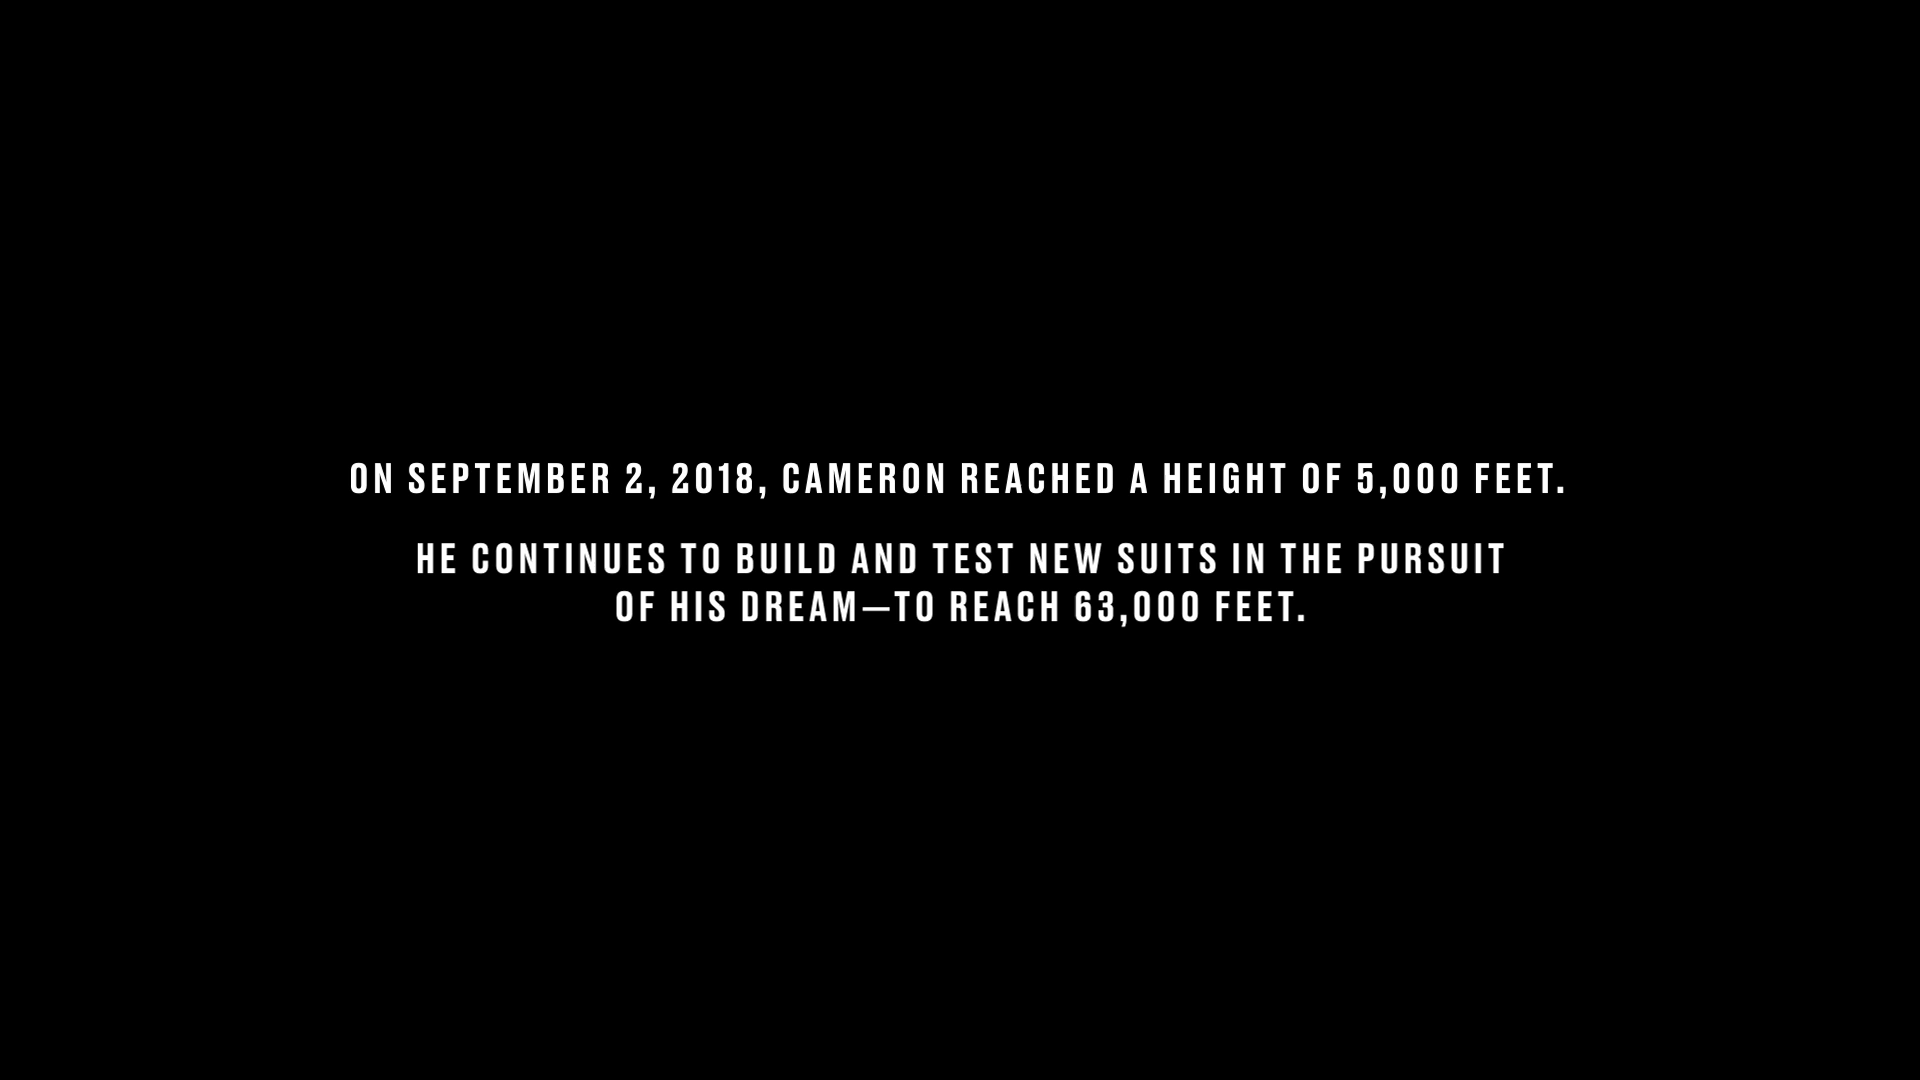 ON SEPTEMBER 2, 2018, CAMERON REACHED A HEIGHT OF 5,000 FEET.
HE CONTINUES TO BUILD AND TEST NEW SUITS IN THE PURSUIT
OF HIS DREAM—TO REACH 63,000 FEET.